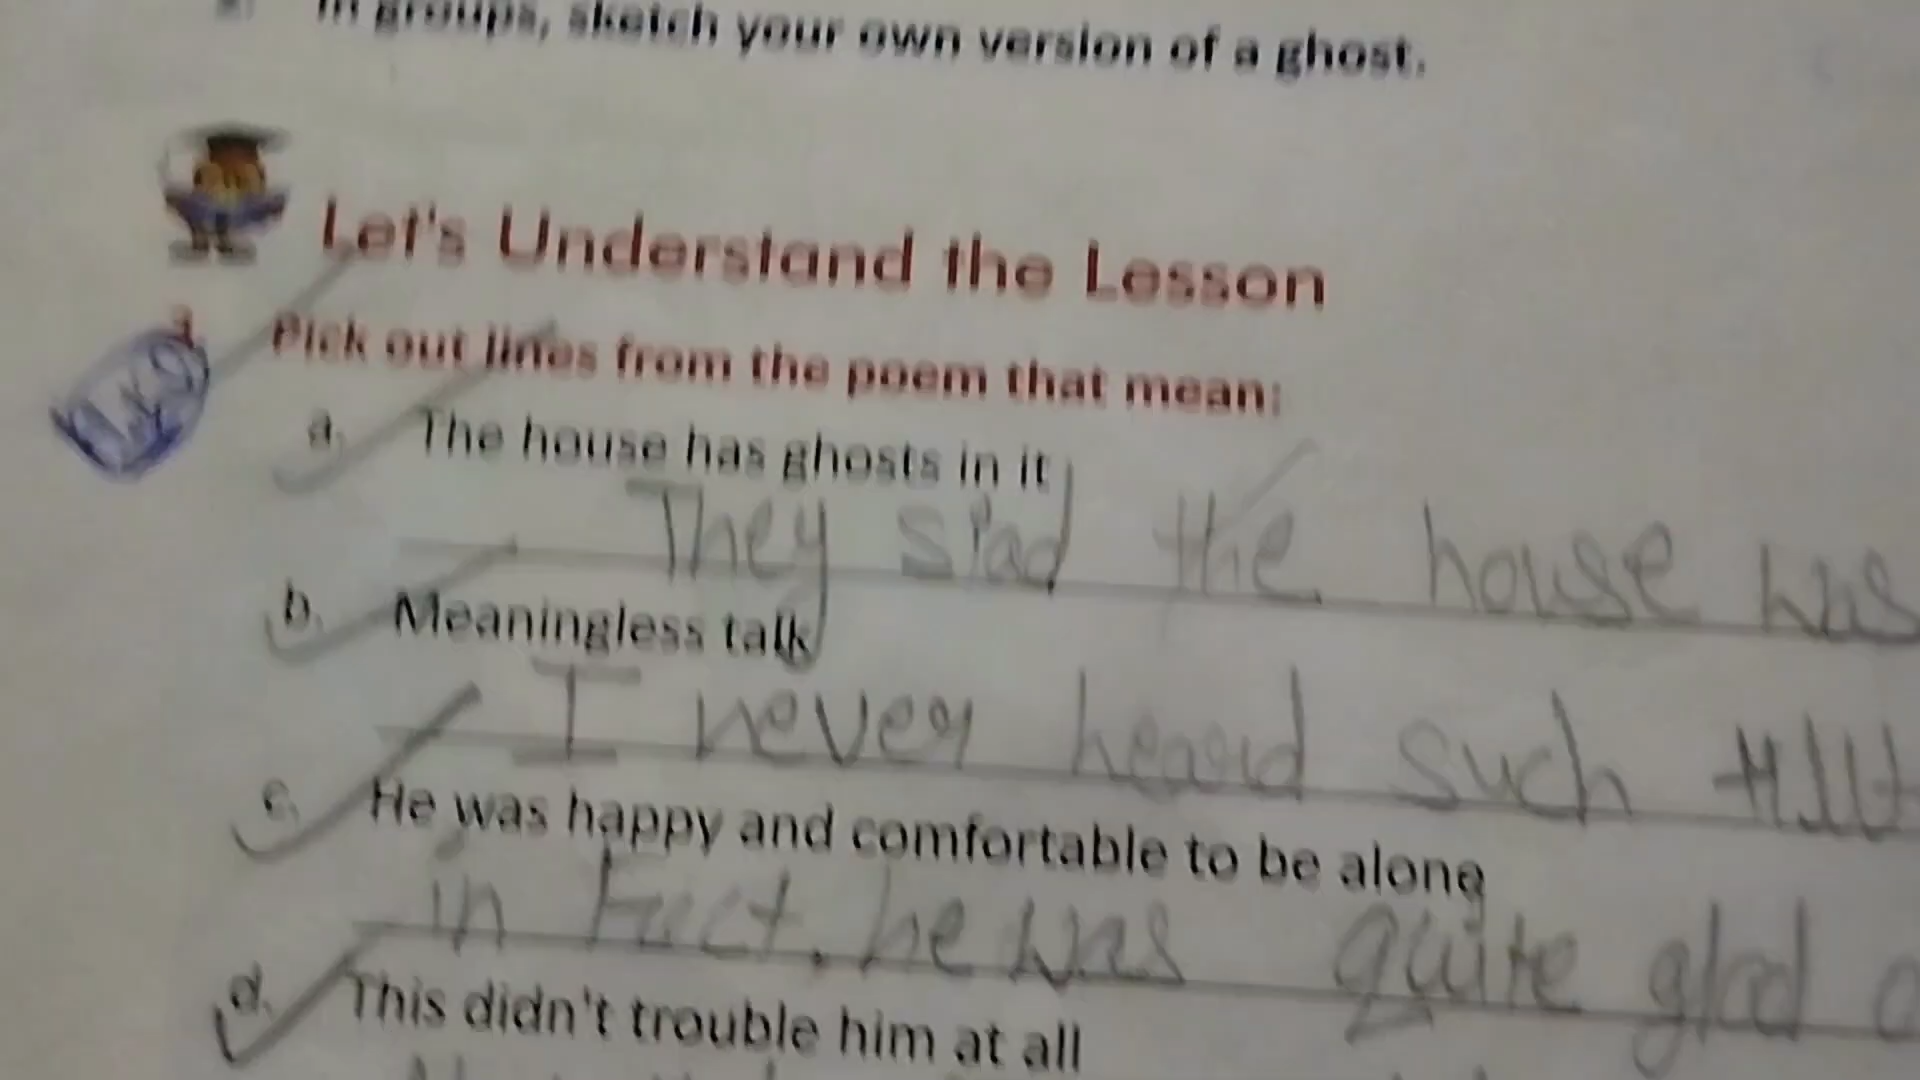 In groups, sketch your own version of a ghost.
Let's Understand the Lesson
Pick out lines from the poem that mean:
a. The house has ghosts in it
They siad the house was
b. Meaningless talk
I never heard such
c. He was happy and comfortable to be along
in Fact. he was quite glad
d. This didn't trouble him at all